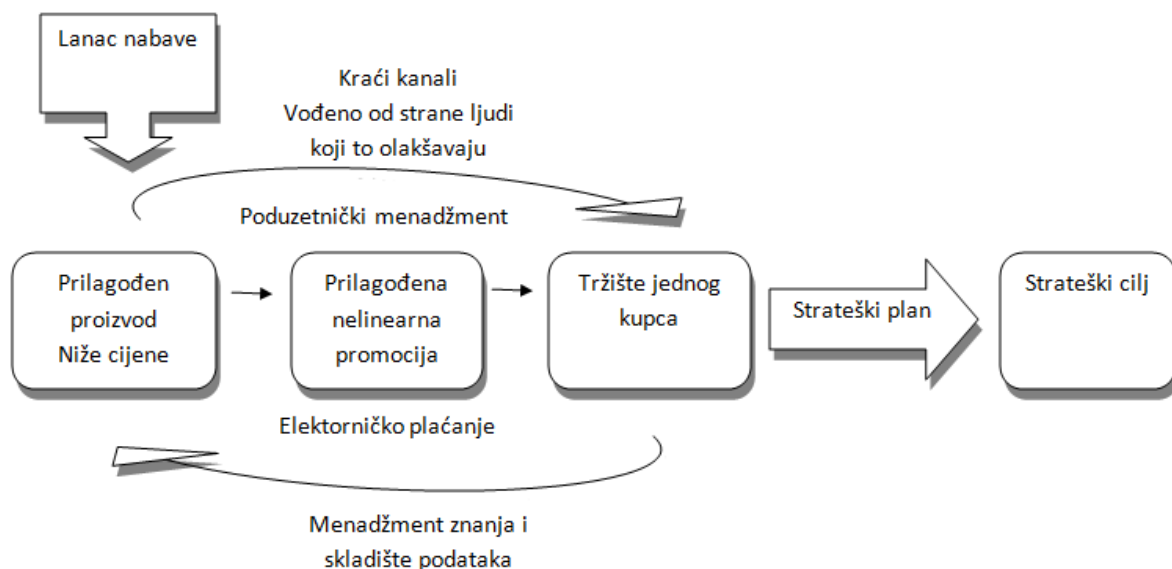 Lanac nabave
Kraći kanali
Vođeno od strane ljudi
koji to olakšavaju
Poduzetnički menadžment
Prilagođen
proizvod
Niže cijene
Prilagođena
nelinearna
promocija
Tržište jednog
kupca
Strateški plan
Strateški cilj
Elektorničko plaćanje
Menadžment znanja i
skladište podataka